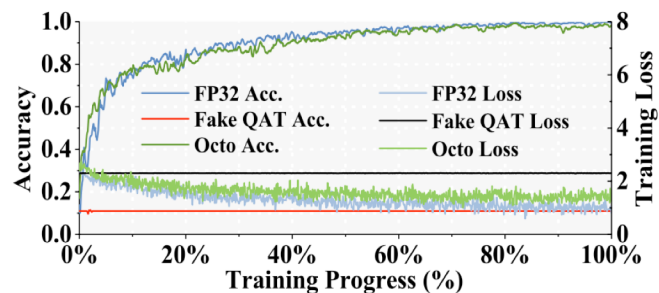 1.0
0.8
0.6
0.4
0.2
0.0
Accuracy
8
6
4
2
0
Training Loss
FP32 Acc.
Fake QAT Acc.
Octo Acc.
FP32 Loss
Fake QAT Loss
Octo Loss
0% 20% 40% 60% 80% 100%
Training Progress (%)